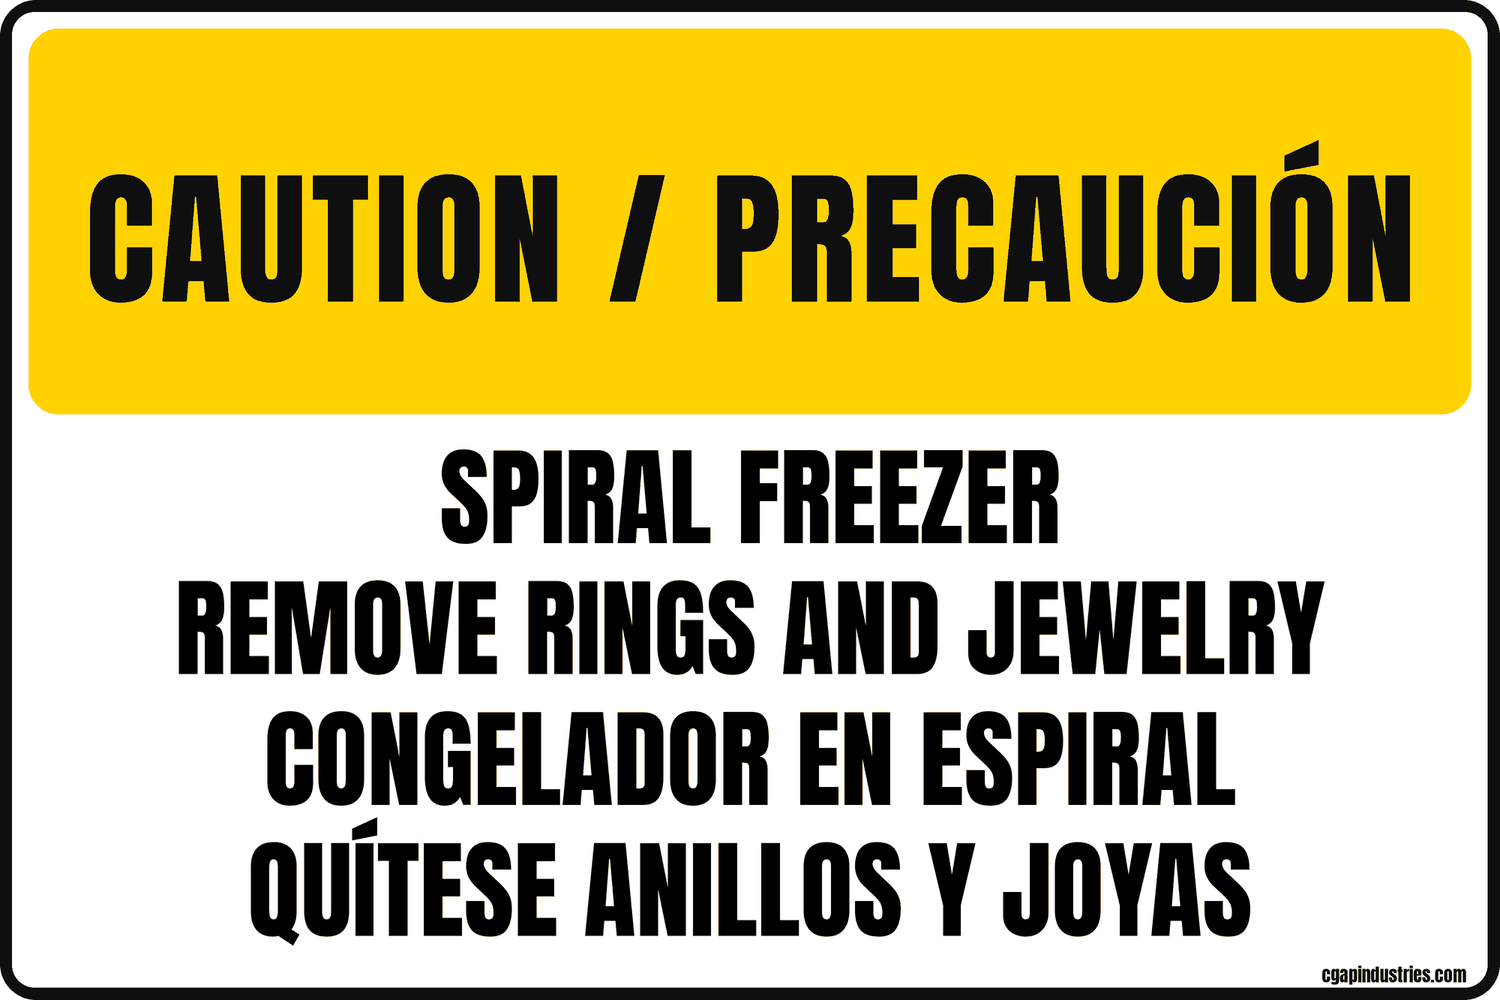 CAUTION / PRECAUCIÓN
SPIRAL FREEZER
REMOVE RINGS AND JEWELRY
CONGELADOR EN ESPIRAL
QUÍTESE ANILLOS Y JOYAS
cgapindustries.com